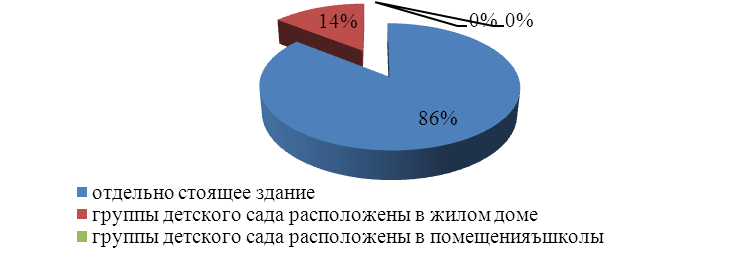 14%
0% 0%
86%
отдельно стоящее здание
группы детского сада расположены в жилом доме
группы детского сада расположены в помещенияъшколы